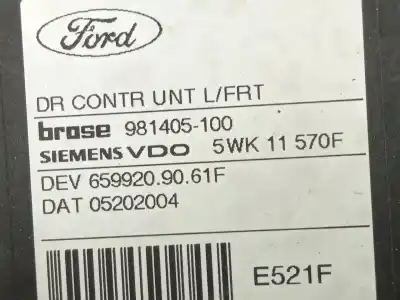 Ford
DR CONTR UNT L/FRT
brose 981405-100
SIEMENS VDO 5WK 11 570F
DEV 659920.90.61F
DAT 05202004
E521F